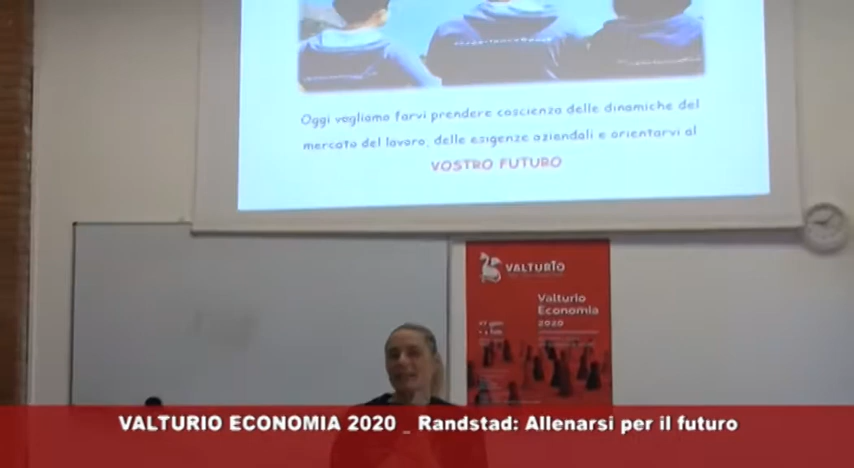 Oggi vogliamo farvi prendere coscienza delle dinamiche del
mercato del lavoro, delle esigenze aziendali e orientarvi al
VOSTRO FUTURO
VALTURIO
Valturio
Economia
2020
VALTURIO ECONOMIA 2020 _ Randstad: Allenarsi per il futuro